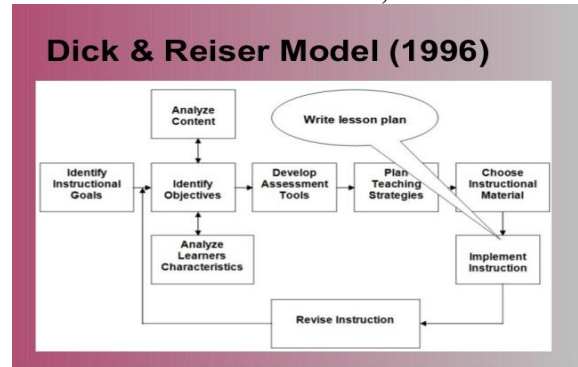 Dick & Reiser Model (1996)
Analyze
Content
Write lesson plan
Identify
Instructional
Goals
Identify
Objectives
Develop
Assessment
Tools
Plan
Teaching
Strategies
Choose
Instructional
Material
Analyze
Learners
Characteristics
Implement
Instruction
Revise Instruction